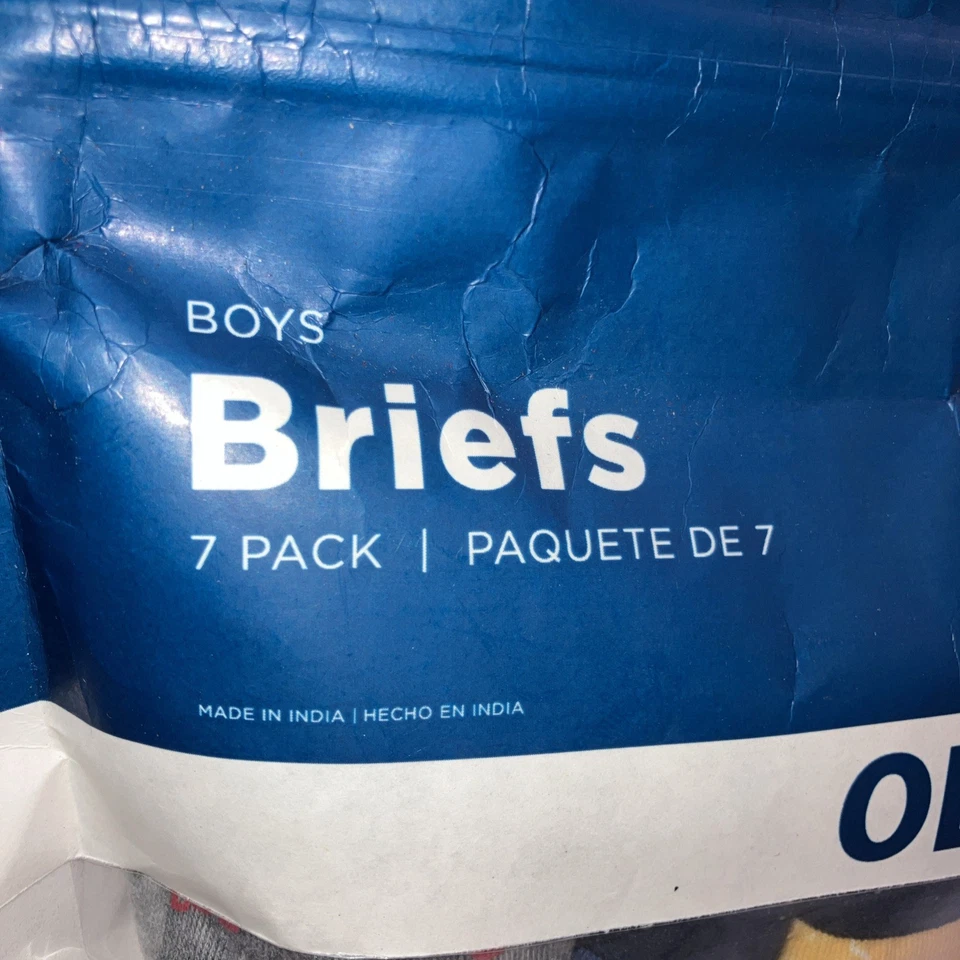 BOYS
Briefs
7 PACK | PAQUETE DE 7
MADE IN INDIA | HECHO EN INDIA